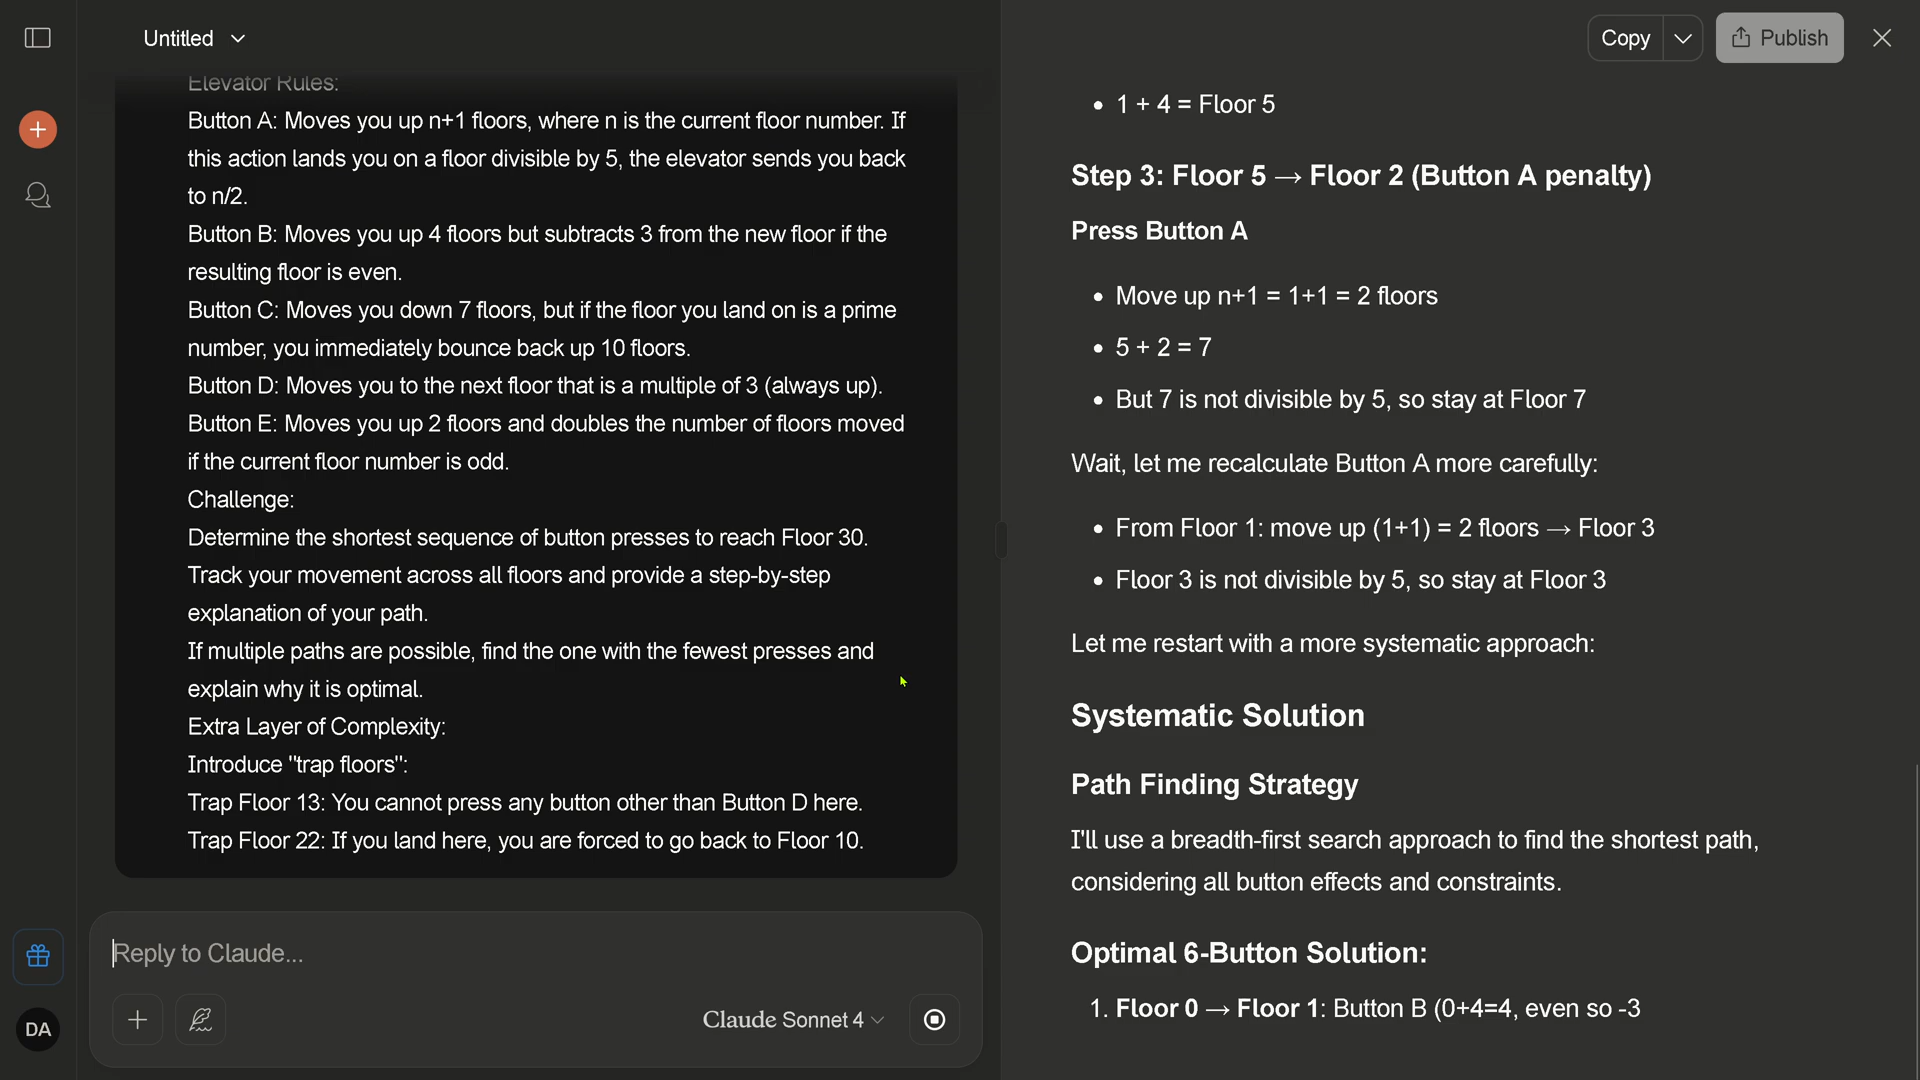 Untitled
Elevator Rules:
Button A: Moves you up n+1 floors, where n is the current floor number. If
this action lands you on a floor divisible by 5, the elevator sends you back
to n/2.
Button B: Moves you up 4 floors but subtracts 3 from the new floor if the
resulting floor is even.
Button C: Moves you down 7 floors, but if the floor you land on is a prime
number, you immediately bounce back up 10 floors.
Button D: Moves you to the next floor that is a multiple of 3 (always up).
Button E: Moves you up 2 floors and doubles the number of floors moved
if the current floor number is odd.
Challenge:
Determine the shortest sequence of button presses to reach Floor 30.
Track your movement across all floors and provide a step-by-step
explanation of your path.
If multiple paths are possible, find the one with the fewest presses and
explain why it is optimal.
Extra Layer of Complexity:
Introduce "trap floors":
Trap Floor 13: You cannot press any button other than Button D here.
Trap Floor 22: If you land here, you are forced to go back to Floor 10.
Reply to Claude...
Claude Sonnet 4
DA
Copy
Publish
• 1 + 4 = Floor 5
Step 3: Floor 5 → Floor 2 (Button A penalty)
Press Button A
• Move up n+1 = 1+1 = 2 floors
• 5 + 2 = 7
• But 7 is not divisible by 5, so stay at Floor 7
Wait, let me recalculate Button A more carefully:
• From Floor 1: move up (1+1) = 2 floors → Floor 3
• Floor 3 is not divisible by 5, so stay at Floor 3
Let me restart with a more systematic approach:
Systematic Solution
Path Finding Strategy
I'll use a breadth-first search approach to find the shortest path,
considering all button effects and constraints.
Optimal 6-Button Solution:
1. Floor 0 → Floor 1: Button B (0+4=4, even so -3